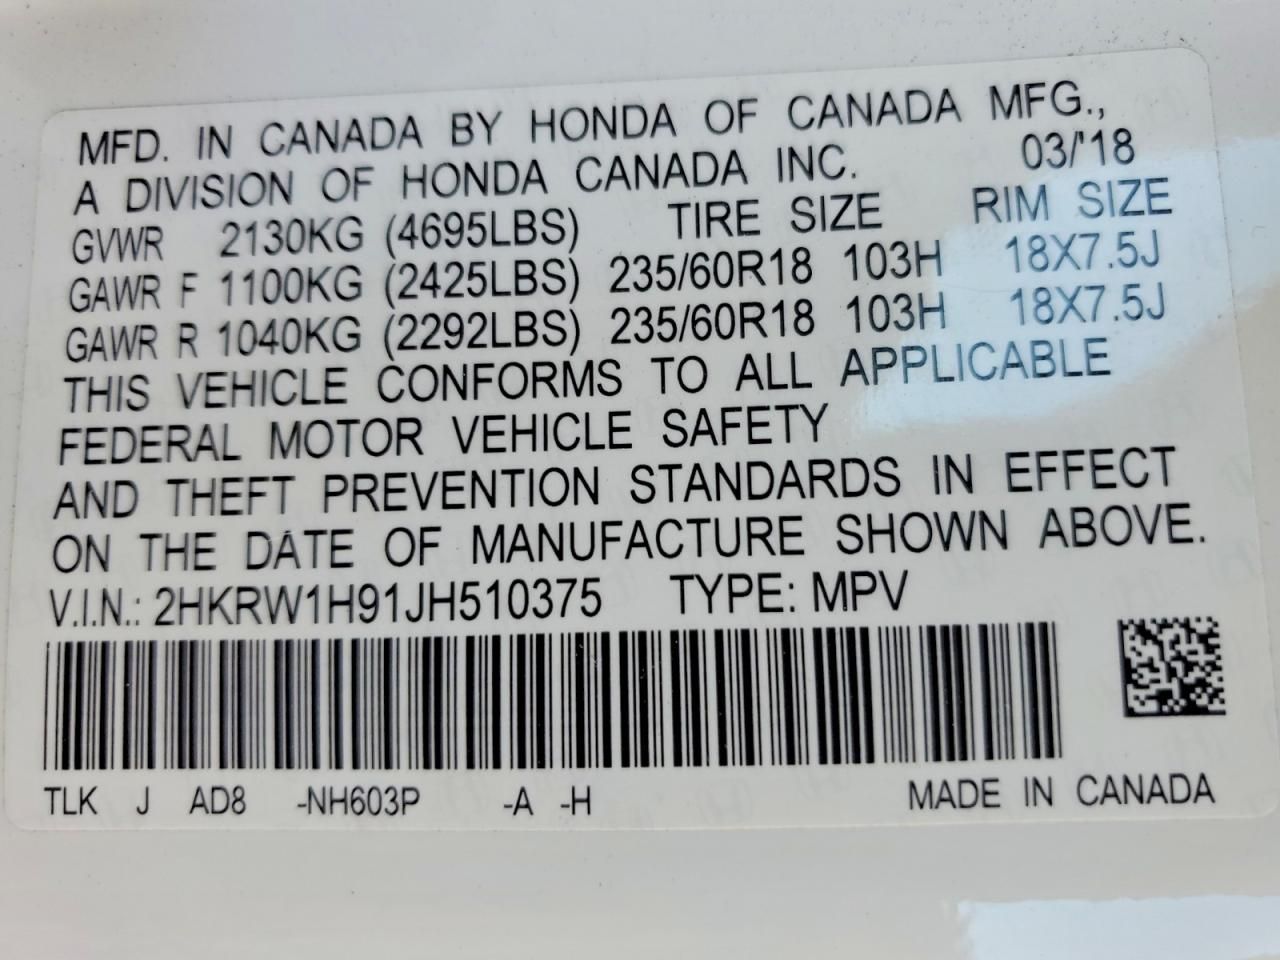 MFD. IN CANADA BY HONDA OF CANADA MFG.,
A DIVISION OF HONDA CANADA INC. 03/'18
GVWR 2130KG (4695LBS) TIRE SIZE RIM SIZE
GAWR F 1100KG (2425LBS) 235/60R18 103H 18X7.5J
GAWR R 1040KG (2292LBS) 235/60R18 103H 18X7.5J
THIS VEHICLE CONFORMS TO ALL APPLICABLE
FEDERAL MOTOR VEHICLE SAFETY
AND THEFT PREVENTION STANDARDS IN EFFECT
ON THE DATE OF MANUFACTURE SHOWN ABOVE.
V.I.N.: 2HKRW1H91JH510375 TYPE: MPV
TLK J AD8 -NH603P -A -H MADE IN CANADA